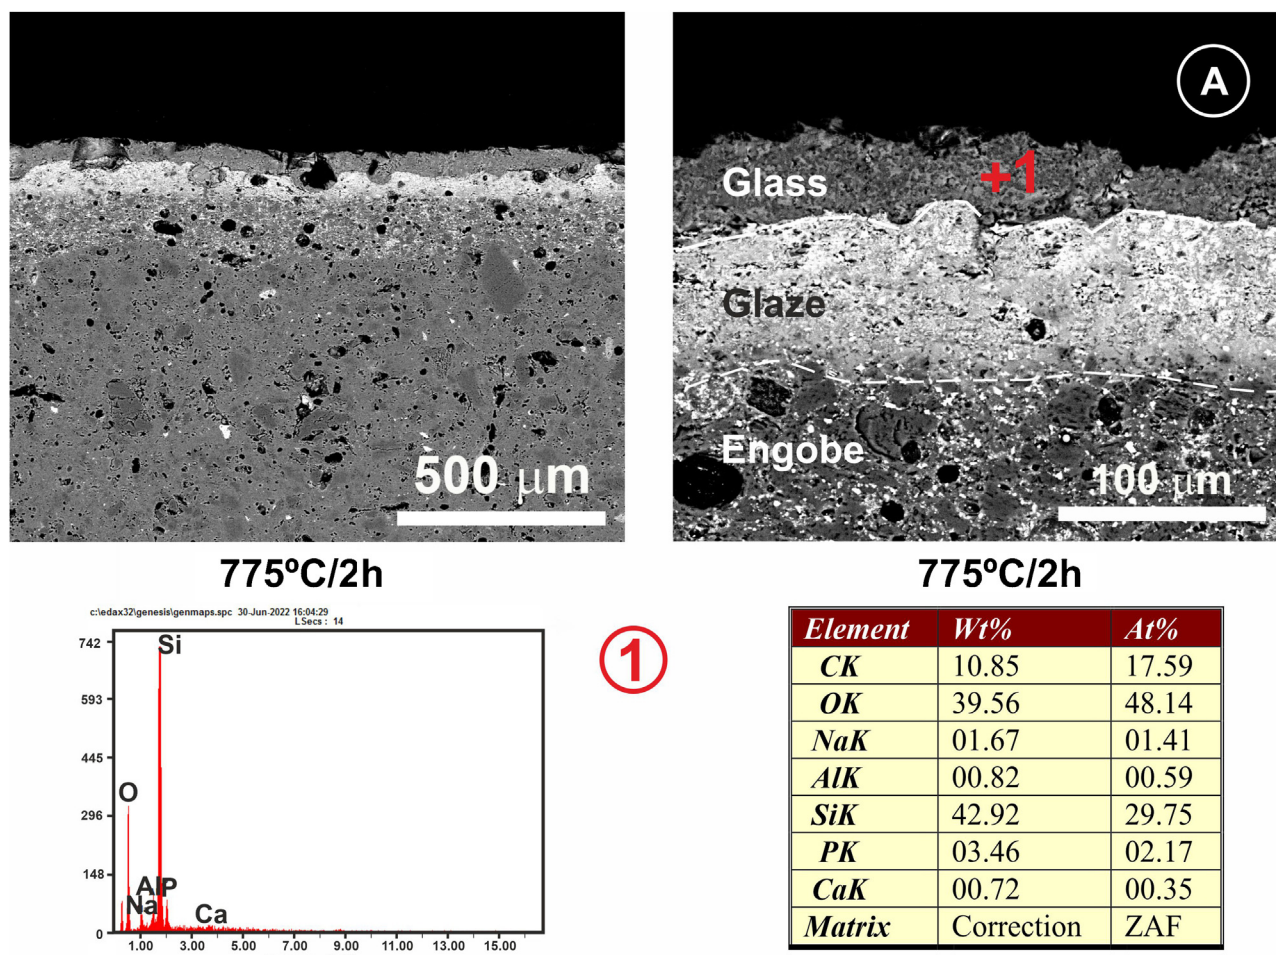 A
Glass
+1
Glaze
Engobe
500 μm
100 μm
775ºC/2h
775ºC/2h
c:\edax32\genesis\genmaps.spc 30-Jun-2022 16:04:29
LSecs : 14
742
593
445
296
148
0
Si
O
Al
P
Na
Ca
1.00 3.00 5.00 7.00 9.00 11.00 13.00 15.00
1
Element Wt% At%
CK 10.85 17.59
OK 39.56 48.14
NaK 01.67 01.41
AlK 00.82 00.59
SiK 42.92 29.75
PK 03.46 02.17
CaK 00.72 00.35
Matrix Correction ZAF